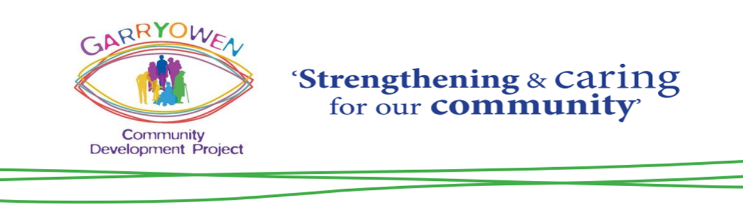 GARRYOWEN
Community
Development Project
‘Strengthening & caring
for our community’